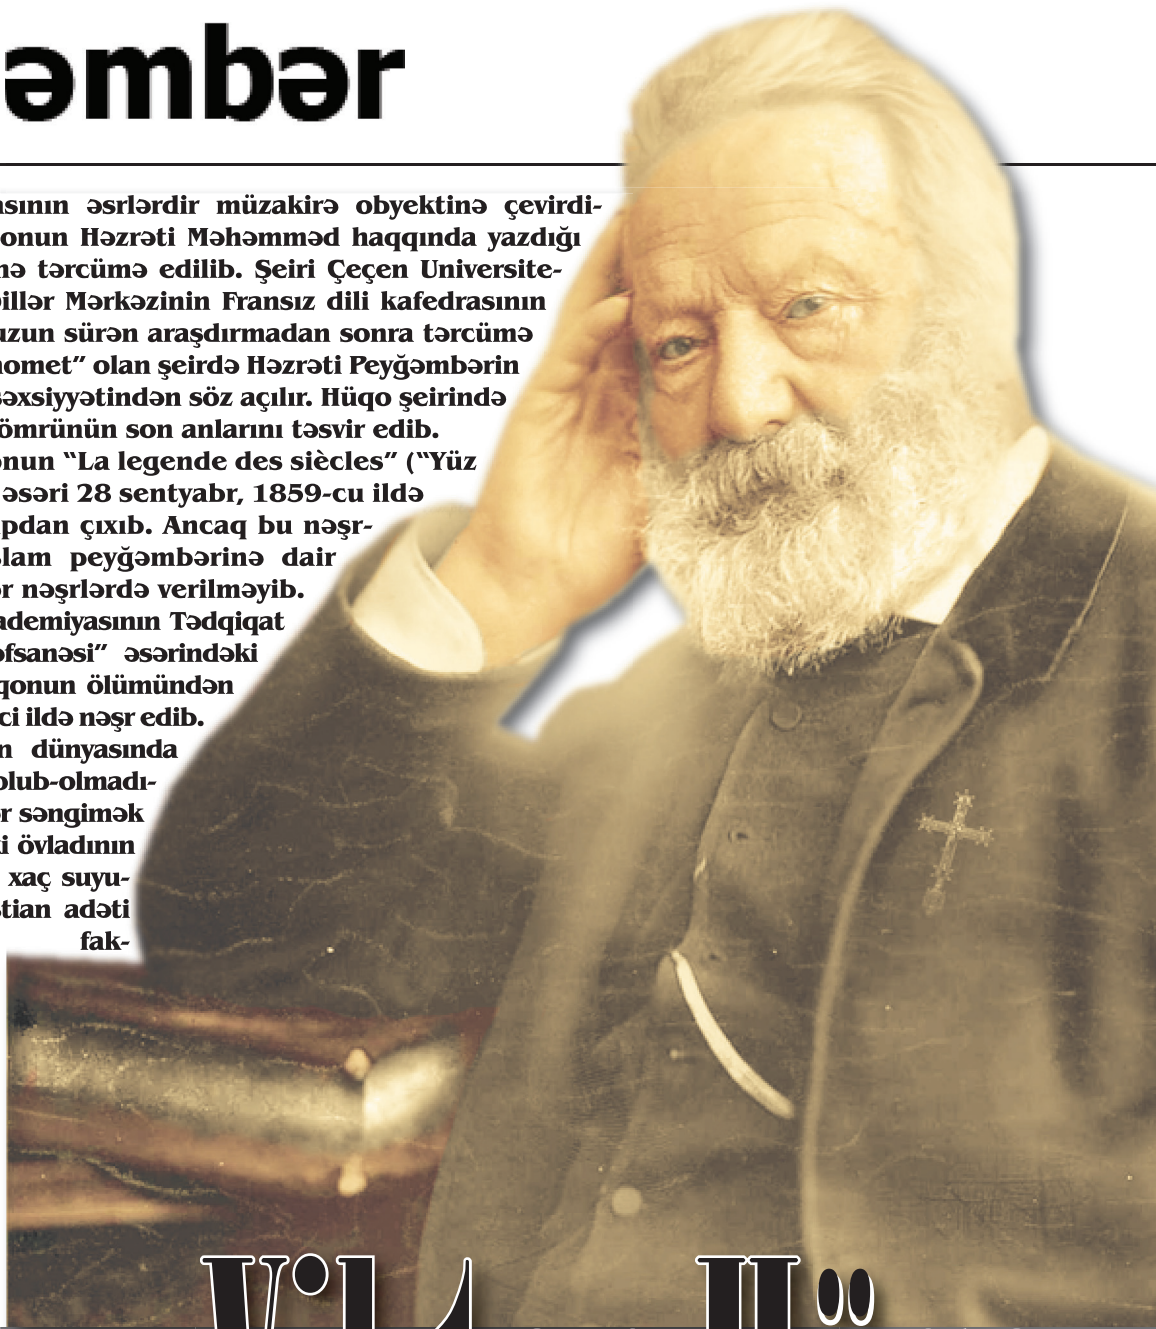 əmbər
sının əsrlərdir müzakirə obyektinə çevirdi-
onun Həzrəti Məhəmməd haqqında yazdığı
nə tərcümə edilib. Şeiri Çeçen Universite-
illər Mərkəzinin Fransız dili kafedrasının
uzun sürən araşdırmadan sonra tərcümə
homet” olan şeirdə Həzrəti Peyğəmbərin
şəxsiyyətindən söz açılır. Hüqo şeirində
ömrünün son anlarını təsvir edib.
onun “La legende des siècles” (“Yüz
əsəri 28 sentyabr, 1859-cu ildə
pdan çıxıb. Ancaq bu nəşr-
slam peyğəmbərinə dair
ər nəşrlərdə verilməyib.
ademiyasının Tədqiqat
əfsanəsi” əsərindəki
qonun ölümündən
ci ildə nəşr edib.
n dünyasında
olub-olmadı-
r səngimək
ki övladının
xaç suyu-
stian adəti
fak-